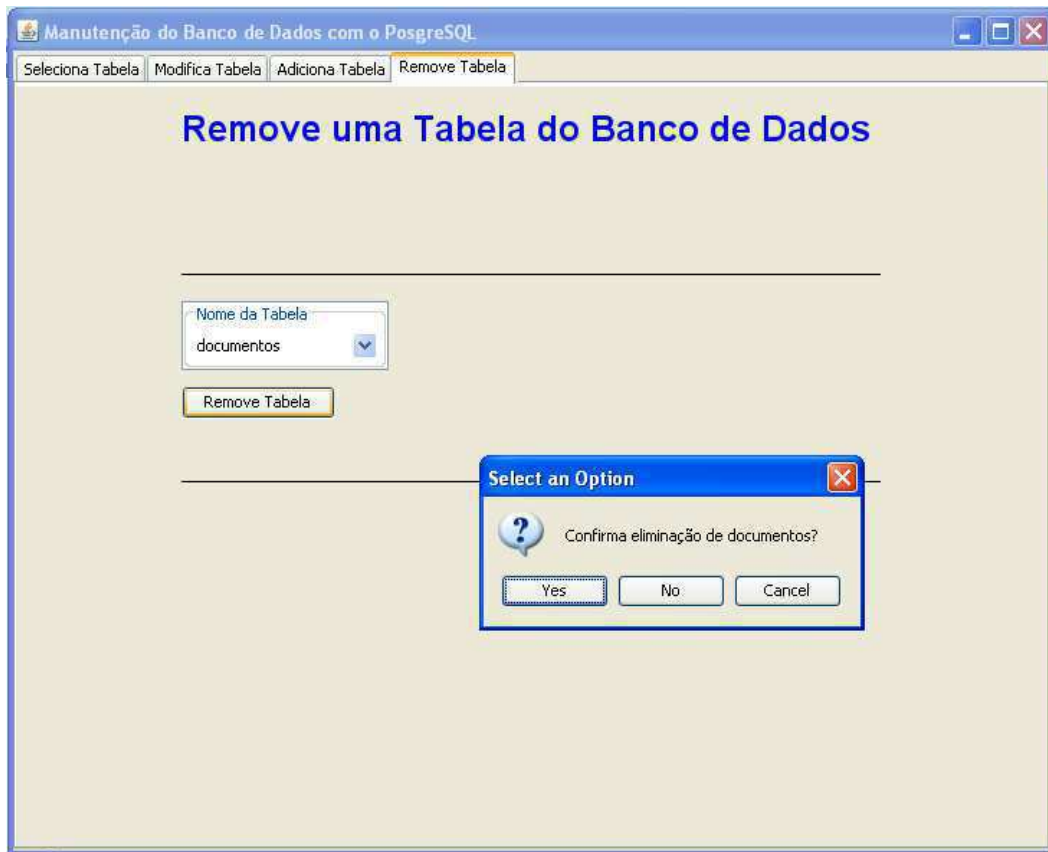 Manutenção do Banco de Dados com o PosgreSQL
Seleciona Tabela Modifica Tabela Adiciona Tabela Remove Tabela
Remove uma Tabela do Banco de Dados
Nome da Tabela
documentos
Remove Tabela
Select an Option
? Confirma eliminação de documentos?
Yes No Cancel